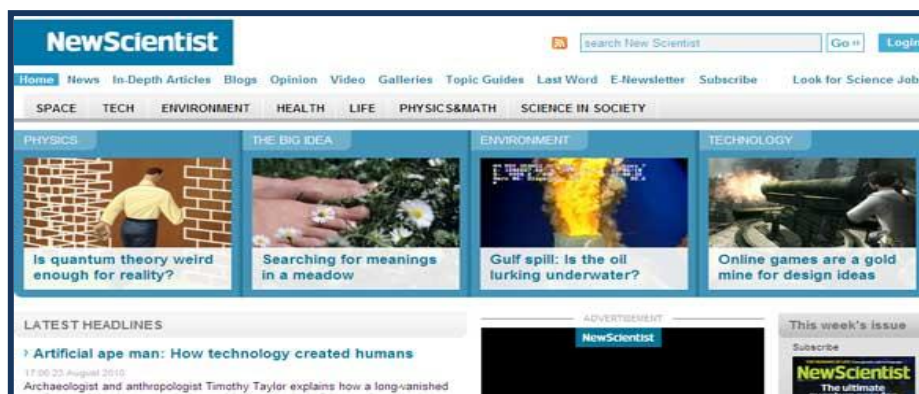 NewScientist
search New Scientist
Go »
Login
Home News In-Depth Articles Blogs Opinion Video Galleries Topic Guides Last Word E-Newsletter Subscribe Look for Science Job
SPACE TECH ENVIRONMENT HEALTH LIFE PHYSICS&MATH SCIENCE IN SOCIETY
PHYSICS
Is quantum theory weird
enough for reality?
THE BIG IDEA
Searching for meanings
in a meadow
ENVIRONMENT
Gulf spill: Is the oil
lurking underwater?
TECHNOLOGY
Online games are a gold
mine for design ideas
LATEST HEADLINES
› Artificial ape man: How technology created humans
17:00 23 August 2010
Archaeologist and anthropologist Timothy Taylor explains how a long-vanished
ADVERTISEMENT
NewScientist
This week's issue
Subscribe
NewScientist
The ultimate